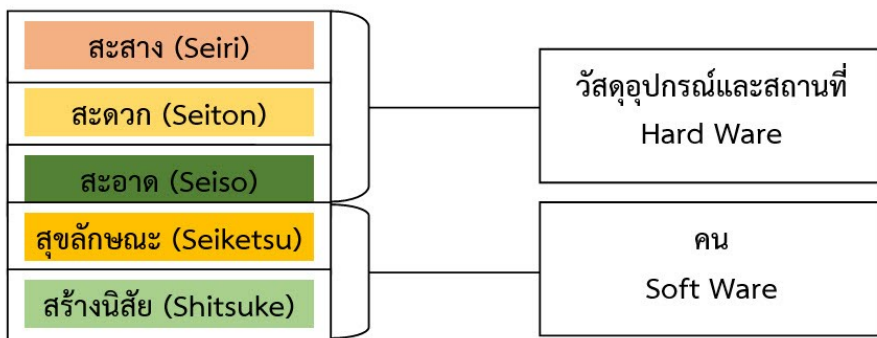 สะสาง (Seiri)
สะดวก (Seiton)
สะอาด (Seiso)
สุขลักษณะ (Seiketsu)
สร้างนิสัย (Shitsuke)
วัสดุอุปกรณ์และสถานที่
Hard Ware
คน
Soft Ware